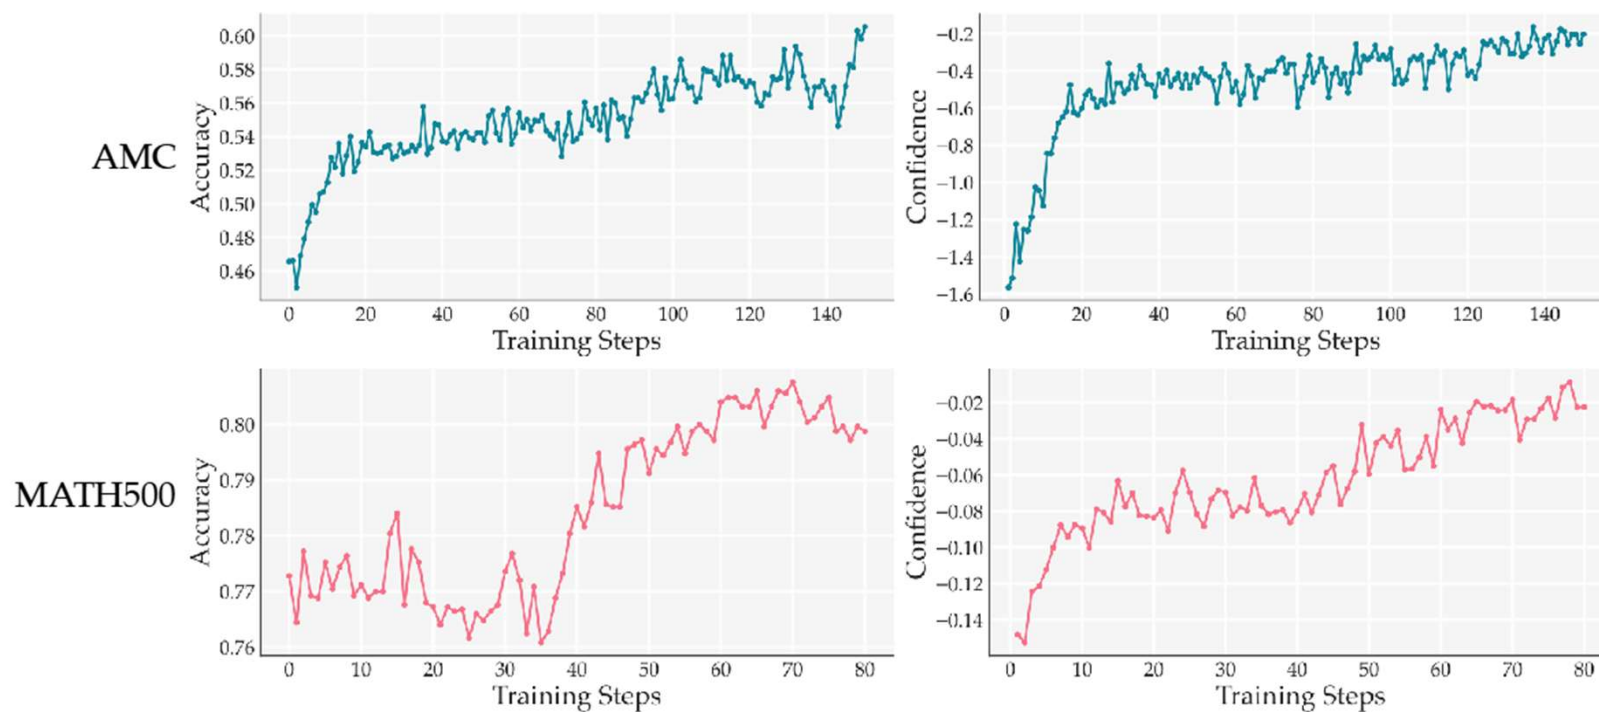 AMC
Accuracy
0.60
0.58
0.56
0.54
0.52
0.50
0.48
0.46
0 20 40 60 80 100 120 140
Training Steps
Confidence
−0.2
−0.4
−0.6
−0.8
−1.0
−1.2
−1.4
−1.6
0 20 40 60 80 100 120 140
Training Steps
MATH500
Accuracy
0.80
0.79
0.78
0.77
0.76
0 10 20 30 40 50 60 70 80
Training Steps
Confidence
−0.02
−0.04
−0.06
−0.08
−0.10
−0.12
−0.14
0 10 20 30 40 50 60 70 80
Training Steps